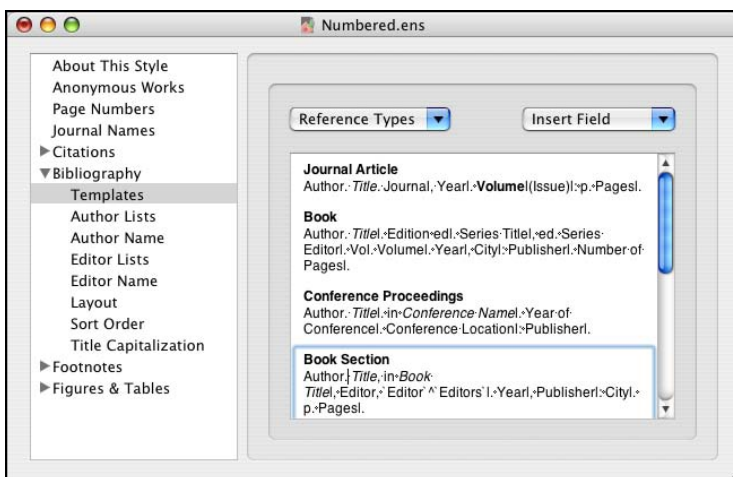 Numbered.ens
About This Style
Anonymous Works
Page Numbers
Journal Names
Citations
Bibliography
Templates
Author Lists
Author Name
Editor Lists
Editor Name
Layout
Sort Order
Title Capitalization
Footnotes
Figures & Tables
Reference Types
Insert Field
Journal Article
Author.·Title.·Journal,·Year|.·Volume|(Issue)|:·p.·Pages|.
Book
Author.·Title|.·Edition·ed|.·Series·Title|,·ed.·Series·
Editor|.·Vol.·Volume|.·Year|,·City|:·Publisher|.·Number·of·
Pages|.
Conference Proceedings
Author.·Title|.·in·Conference·Name|.·Year·of·
Conference|.·Conference·Location|:·Publisher|.
Book Section
Author.·Title,·in·Book·
Title|,·Editor,·`Editor`^`Editors`|.·Year|,·Publisher|:·City|.·
p.·Pages|.